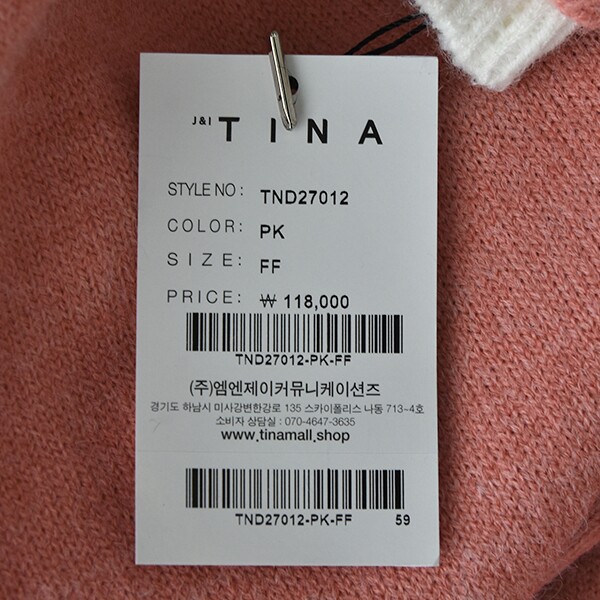 J&I TINA
STYLE NO: TND27012
COLOR: PK
SIZE: FF
PRICE: ₩ 118,000
TND27012-PK-FF
(주)엠엔제이커뮤니케이션즈
경기도 하남시 미사강변한강로 135 스카이폴리스 나동 713-4호
소비자 상담실 : 070-4647-3635
www.tinamall.shop
TND27012-PK-FF 59